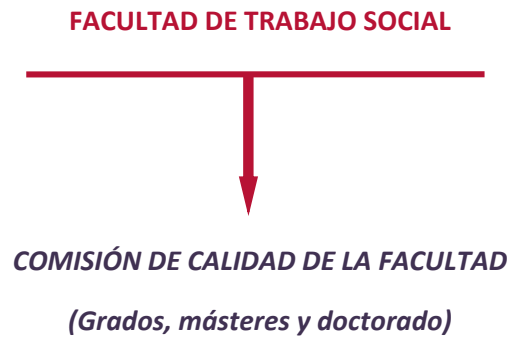 FACULTAD DE TRABAJO SOCIAL
COMISIÓN DE CALIDAD DE LA FACULTAD
(Grados, másteres y doctorado)